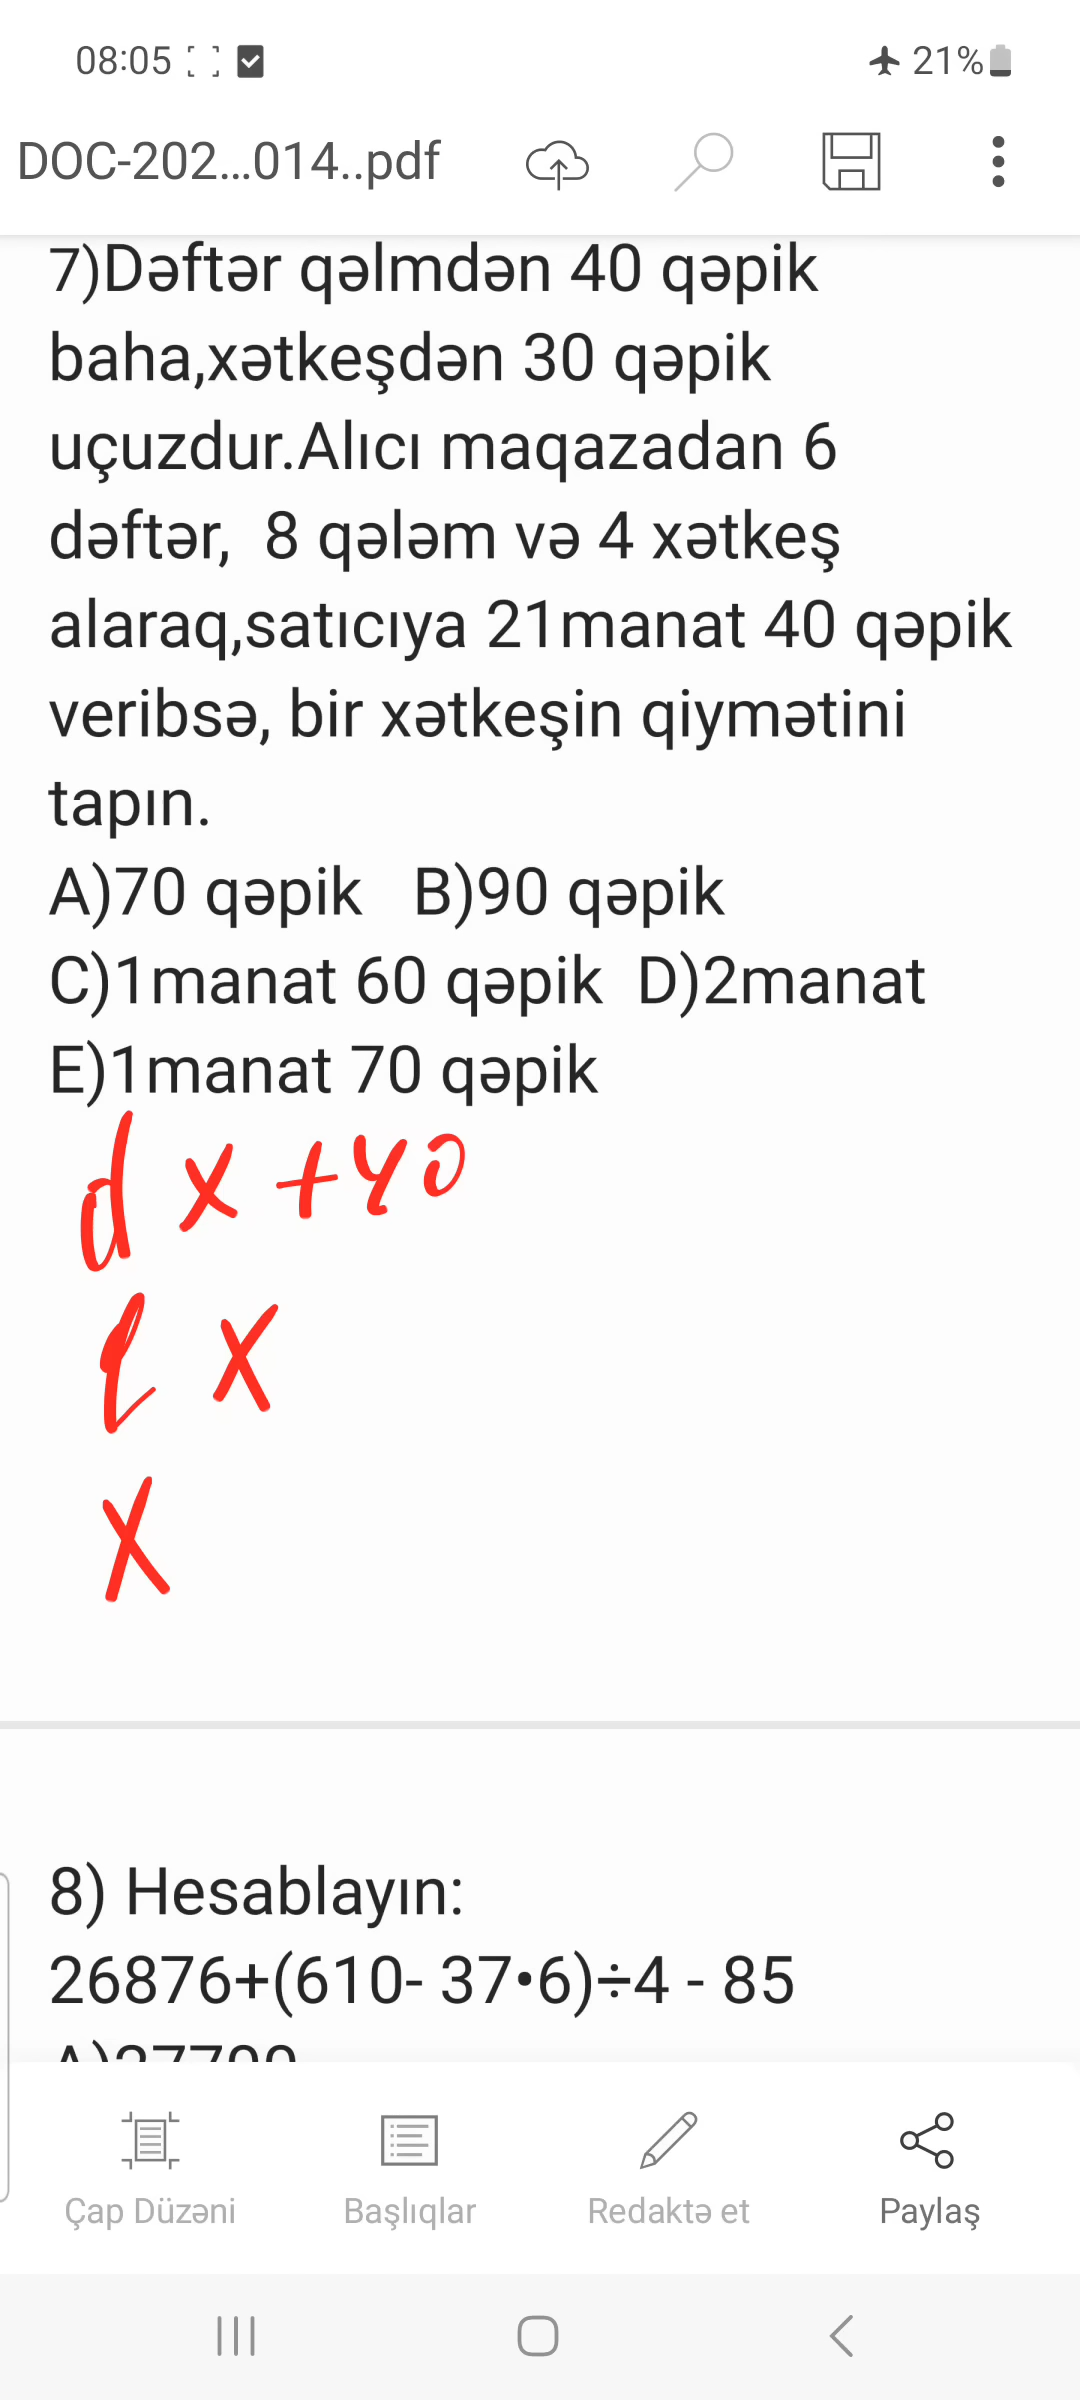 08:05
21%
DOC-202...014..pdf
7)Dəftər qəlmdən 40 qəpik
baha,xətkeşdən 30 qəpik
uçuzdur.Alıcı maqazadan 6
dəftər,  8 qələm və 4 xətkeş
alaraq,satıcıya 21manat 40 qəpik
veribsə, bir xətkeşin qiymətini
tapın.
A)70 qəpik   B)90 qəpik
C)1manat 60 qəpik  D)2manat
E)1manat 70 qəpik
d x +40
q x
x
8) Hesablayın:
26876+(610- 37•6)÷4 - 85
Çap Düzəni
Başlıqlar
Redaktə et
Paylaş